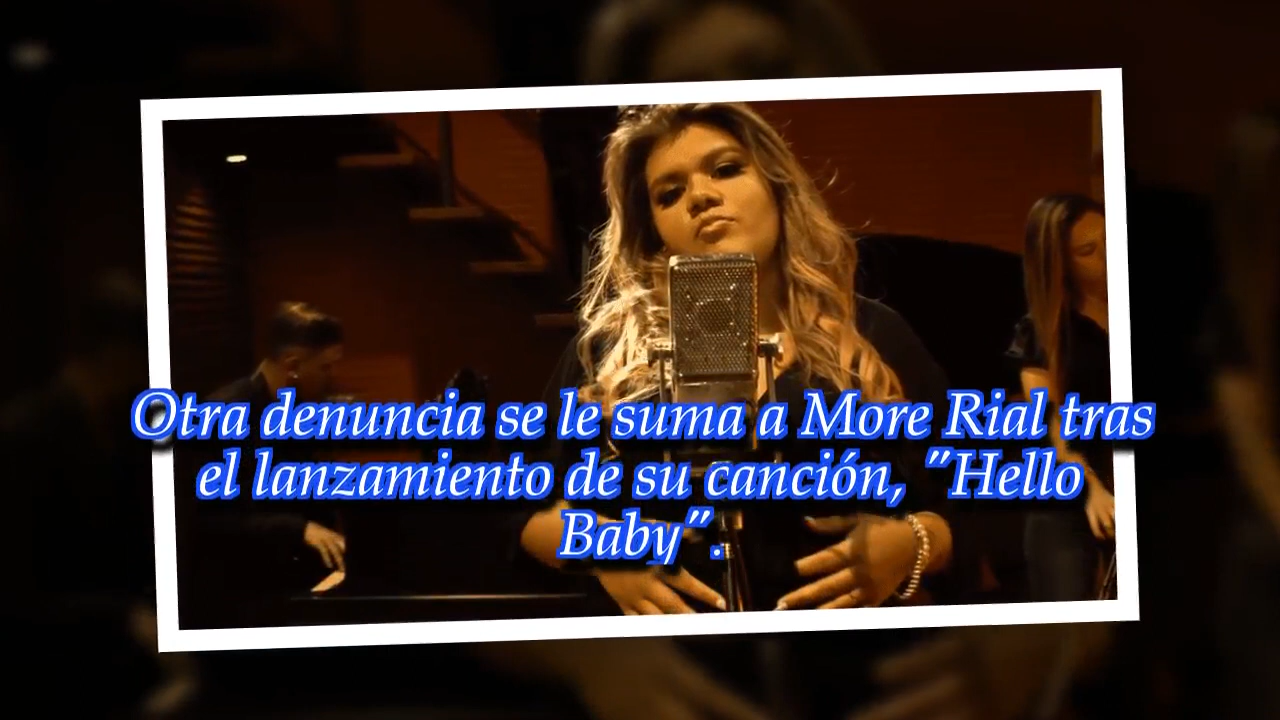 Otra denuncia se le suma a More Rial tras
el lanzamiento de su canción, "Hello
Baby".